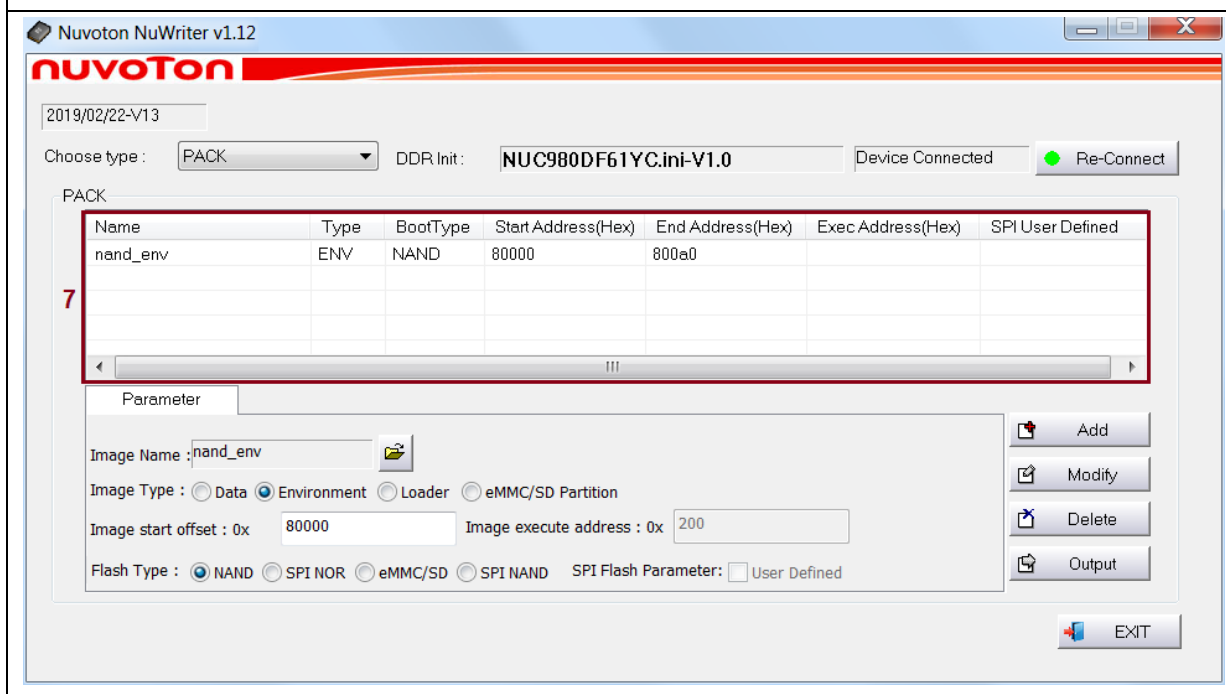 Nuvoton NuWriter v1.12
nuvoTon
2019/02/22-V13
Choose type : PACK DDR Init : NUC980DF61YC.ini-V1.0 Device Connected Re-Connect
PACK
Name Type BootType Start Address(Hex) End Address(Hex) Exec Address(Hex) SPI User Defined
nand_env ENV NAND 80000 800a0
7
Parameter
Add
Image Name : nand_env
Modify
Image Type : Data Environment Loader eMMC/SD Partition
Image start offset : 0x 80000 Image execute address : 0x 200
Delete
Flash Type : NAND SPI NOR eMMC/SD SPI NAND SPI Flash Parameter: User Defined
Output
EXIT